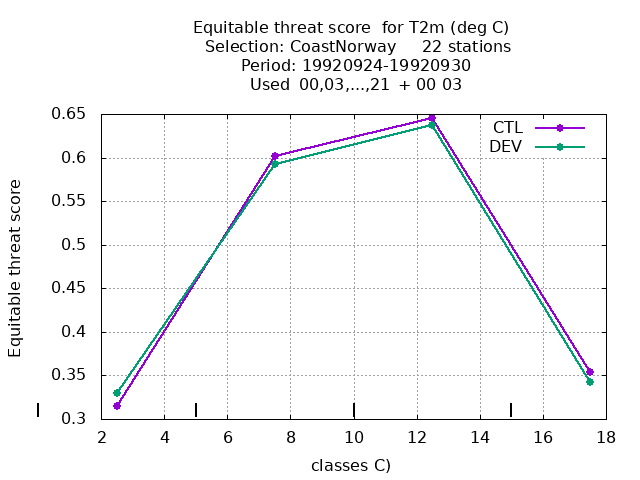 Equitable threat score  for T2m (deg C)
Selection: CoastNorway     22 stations
Period: 19920924-19920930
Used  00,03,...,21  + 00 03
CTL
DEV
Equitable threat score
0.65
0.6
0.55
0.5
0.45
0.4
0.35
0.3
2 4 6 8 10 12 14 16 18
classes C)